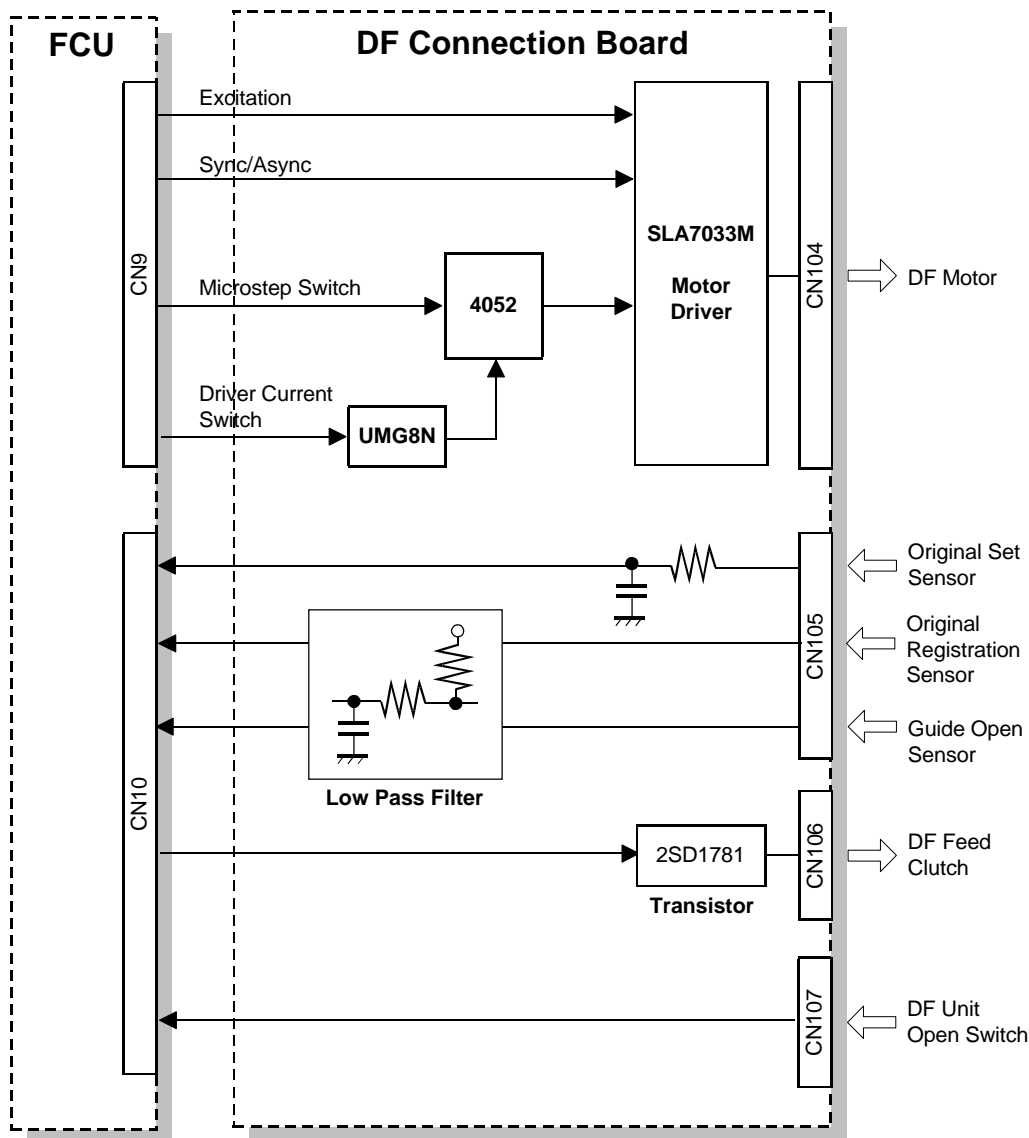 FCU
DF Connection Board
CN9
Excitation
Sync/Async
Microstep Switch
Driver Current
Switch
4052
UMG8N
SLA7033M
Motor
Driver
CN104
DF Motor
CN10
Low Pass Filter
CN105
Original Set
Sensor
Original
Registration
Sensor
Guide Open
Sensor
2SD1781
Transistor
CN106
DF Feed
Clutch
CN107
DF Unit
Open Switch